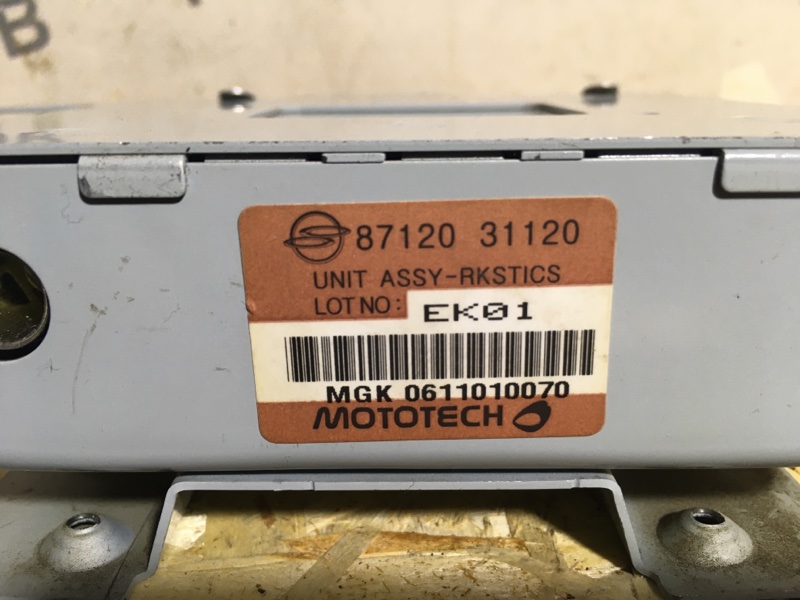 B
87120 31120
UNIT ASSY-RKSTICS
LOT NO: EK01
MGK 0611010070
MOTOTECH